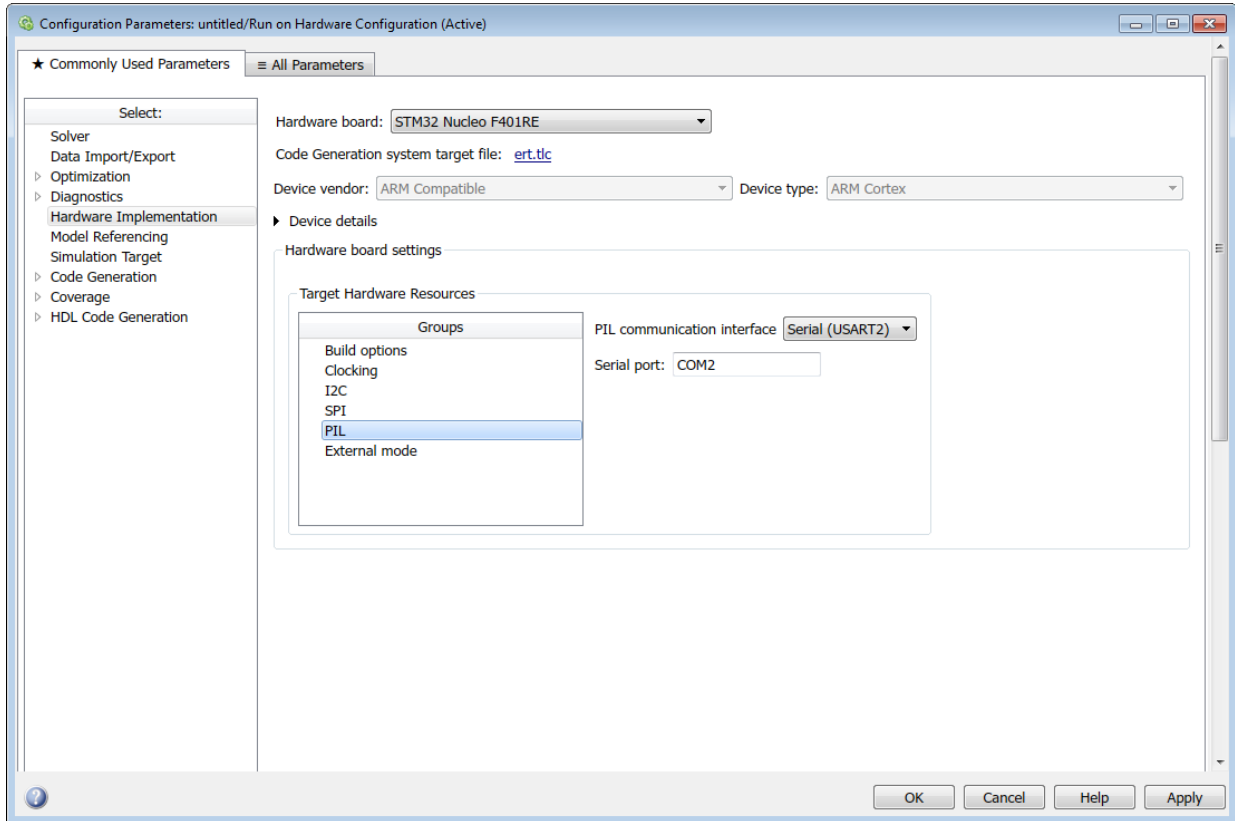 Configuration Parameters: untitled/Run on Hardware Configuration (Active)
★ Commonly Used Parameters
≡ All Parameters
Select:
Solver
Data Import/Export
Optimization
Diagnostics
Hardware Implementation
Model Referencing
Simulation Target
Code Generation
Coverage
HDL Code Generation
Hardware board: STM32 Nucleo F401RE
Code Generation system target file: ert.tlc
Device vendor: ARM Compatible Device type: ARM Cortex
Device details
Hardware board settings
Target Hardware Resources
Groups
Build options
Clocking
I2C
SPI
PIL
External mode
PIL communication interface Serial (USART2)
Serial port: COM2
OK Cancel Help Apply